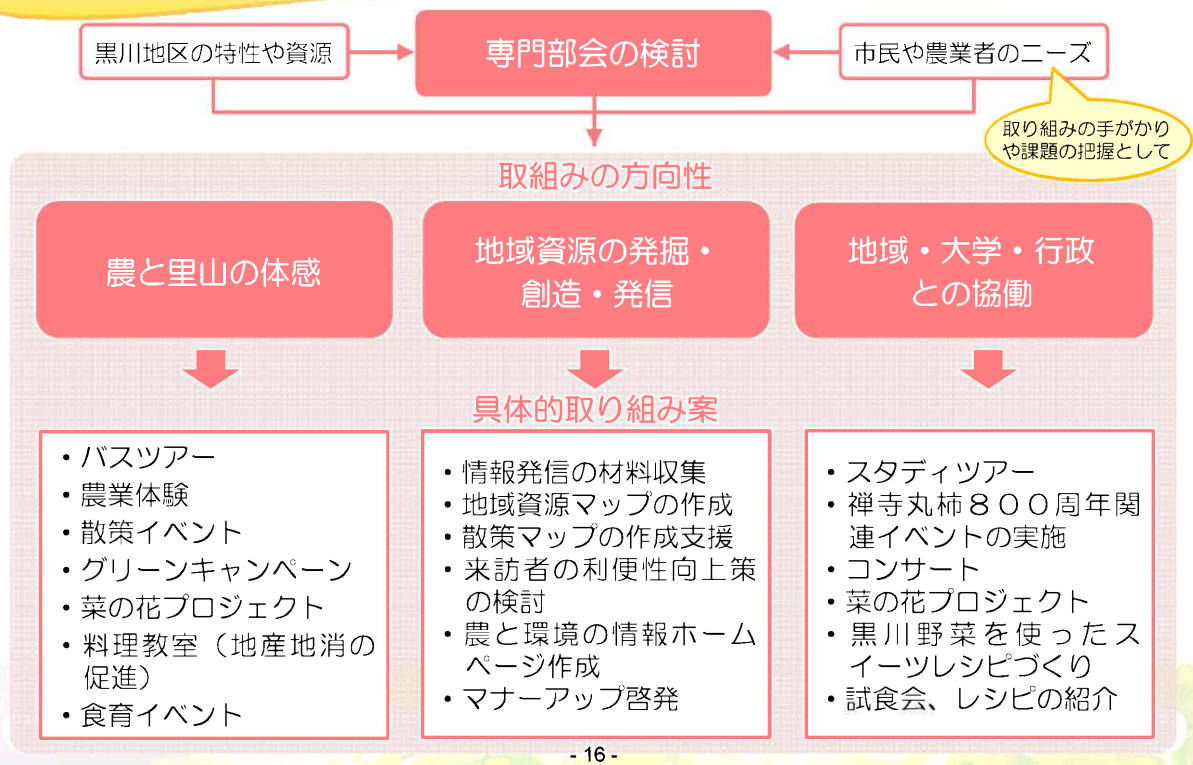 黒川地区の特性や資源
専門部会の検討
市民や農業者のニーズ
取り組みの手がかり
や課題の把握として
取組みの方向性
農と里山の体感
地域資源の発掘・
創造・発信
地域・大学・行政
との協働
具体的取り組み案
・バスツアー
・農業体験
・散策イベント
・グリーンキャンペーン
・菜の花プロジェクト
・料理教室（地産地消の
促進）
・食育イベント
・情報発信の材料収集
・地域資源マップの作成
・散策マップの作成支援
・来訪者の利便性向上策
の検討
・農と環境の情報ホーム
ページ作成
・マナーアップ啓発
・スタディツアー
・禅寺丸柿８００周年関
連イベントの実施
・コンサート
・菜の花プロジェクト
・黒川野菜を使ったス
イーツレシピづくり
・試食会、レシピの紹介
- 16 -